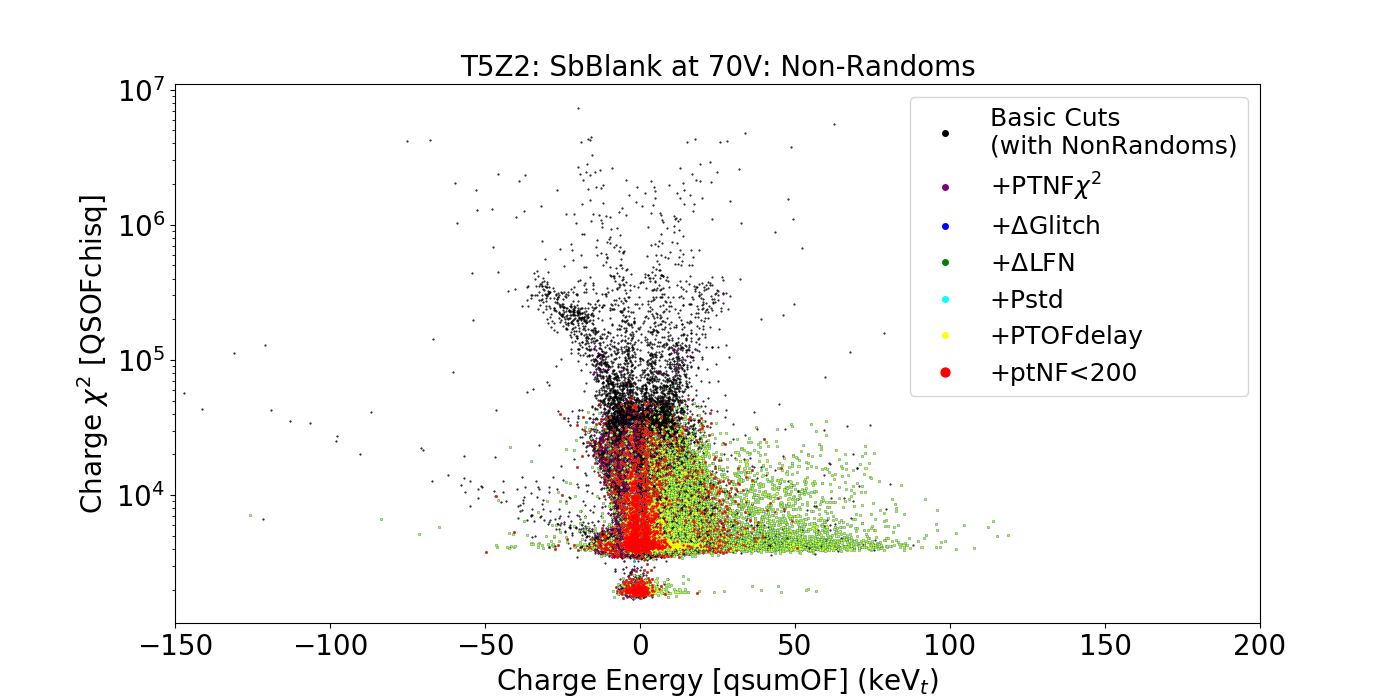 T5Z2: SbBlank at 70V: Non-Randoms
10⁷
10⁶
10⁵
10⁴
Charge χ² [QSOFchisq]
Basic Cuts
(with NonRandoms)
+PTNFχ²
+ΔGlitch
+ΔLFN
+Pstd
+PTOFdelay
+ptNF<200
−150 −100 −50 0 50 100 150 200
Charge Energy [qsumOF] (keVₜ)